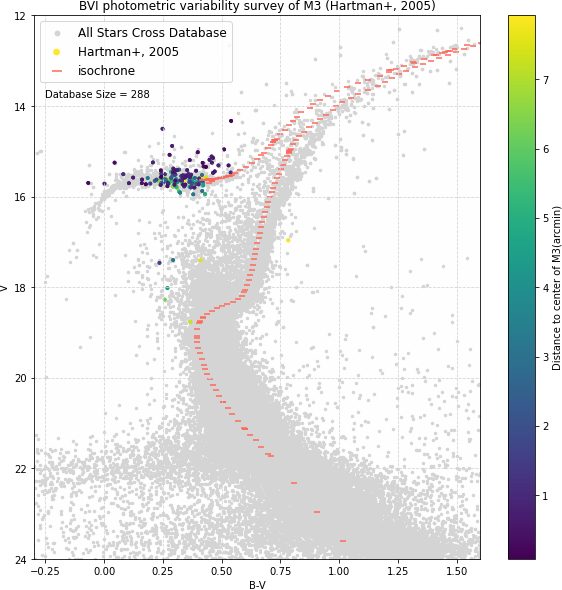 BVI photometric variability survey of M3 (Hartman+, 2005)
All Stars Cross Database
Hartman+, 2005
isochrone
Database Size = 288
12
14
16
18
20
22
24
V
−0.25
0.00
0.25
0.50
0.75
1.00
1.25
1.50
B-V
7
6
5
4
3
2
1
Distance to center of M3(arcmin)